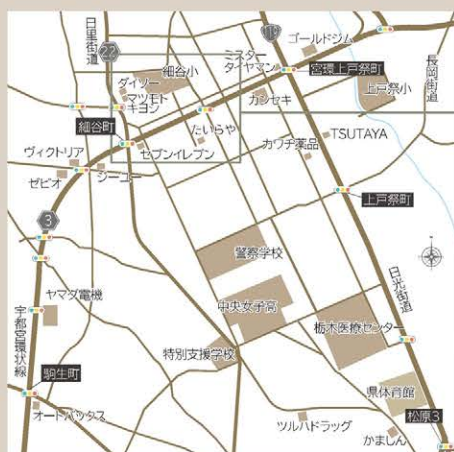 日里街道
22
119
ゴールドジム
ミスター
タイヤマン
宮環上戸祭町
長岡街道
細谷小
ダイソー
マツモト
キヨシ
カンセキ
上戸祭小
細谷町
たいらや
TSUTAYA
カワチ薬品
セブンイレブン
ヴィクトリア
ジーユー
ゼビオ
上戸祭町
3
警察学校
日光街道
ヤマダ電機
中央女子高
栃木医療センター
宇都宮環状線
特別支援学校
駒生町
県体育館
松原3
オートバックス
ツルハドラッグ
かましん